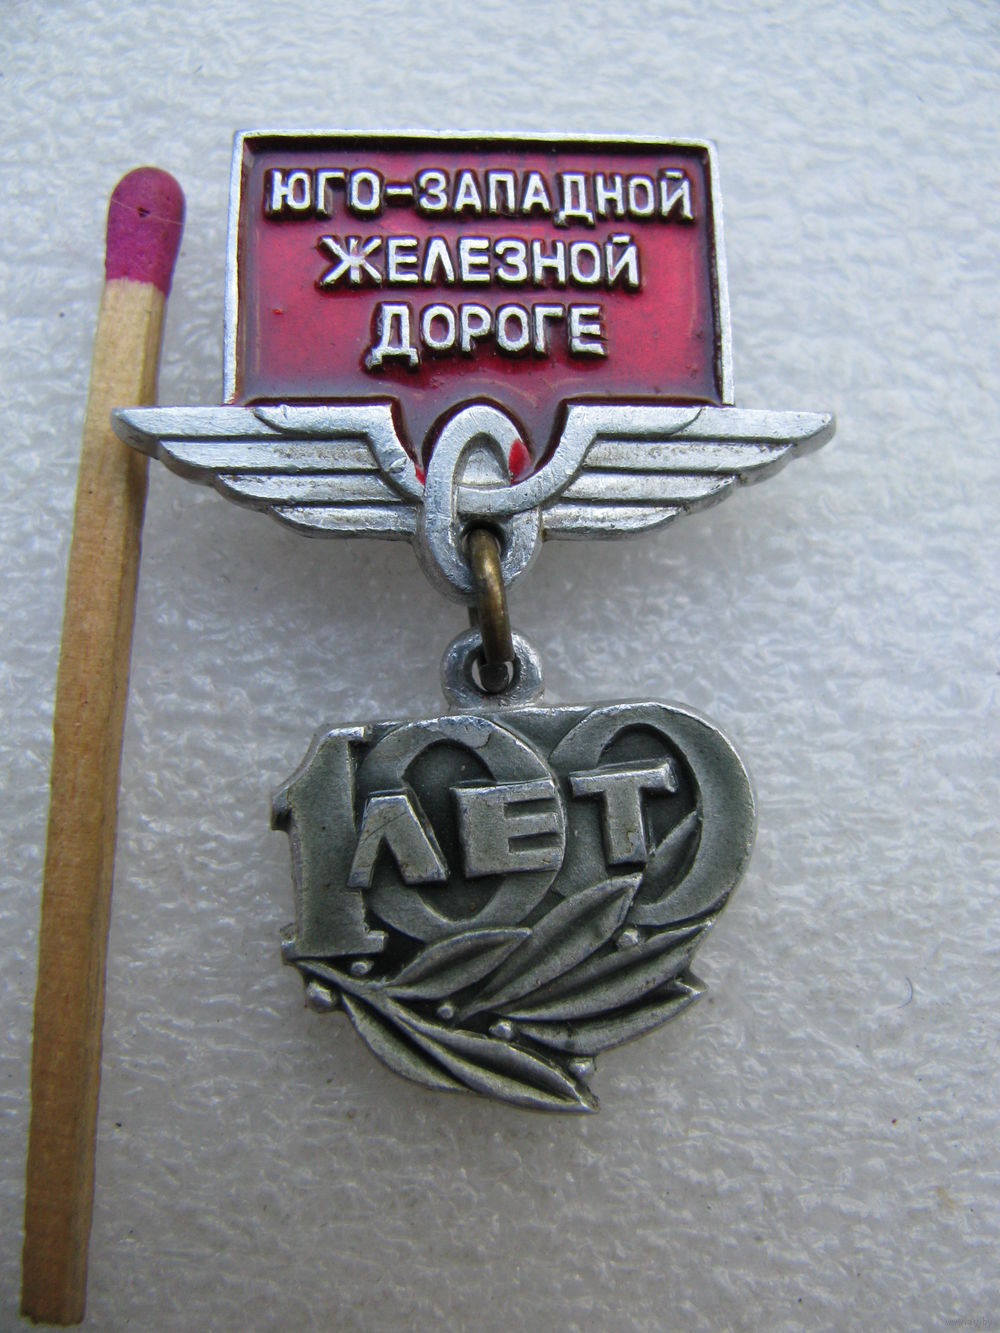 ЮГО-ЗАПАДНОЙ
ЖЕЛЕЗНОЙ
ДОРОГЕ
100
ЛЕТ